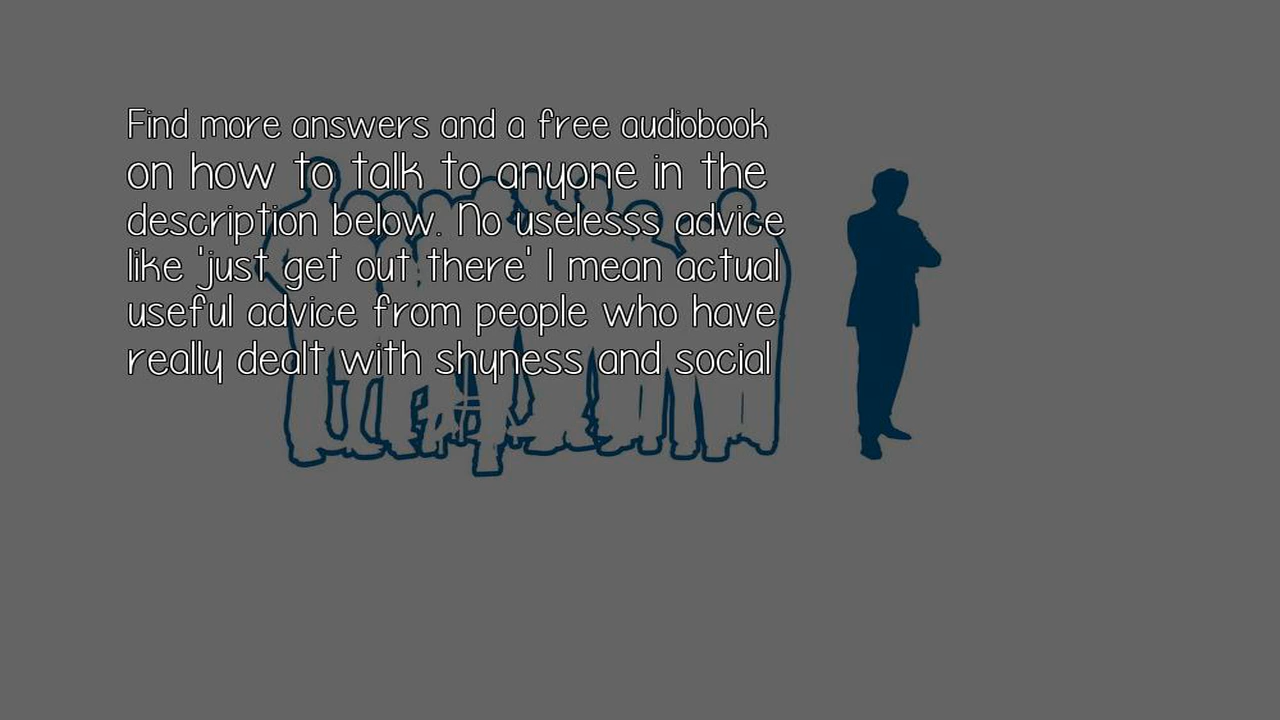 Find more answers and a free audiobook
on how to talk to anyone in the
description below. No uselesss advice
like 'just get out there' I mean actual
useful advice from people who have
really dealt with shyness and social